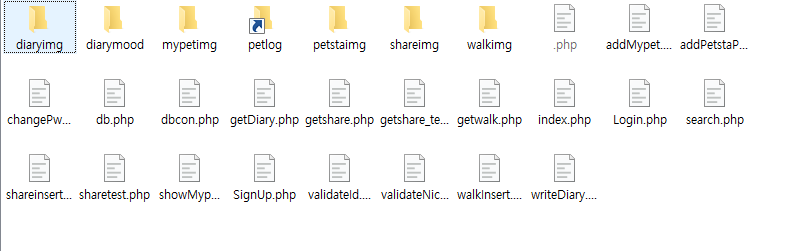 diaryimg diarymood mypetimg petlog petstaimg shareimg walkimg .php addMypet.... addPetstaP...
changePw... db.php dbcon.php getDiary.php getshare.php getshare_te... getwalk.php index.php Login.php search.php
shareinsert... sharetest.php showMyp... SignUp.php validateId.... validateNic... walkInsert.... writeDiary....